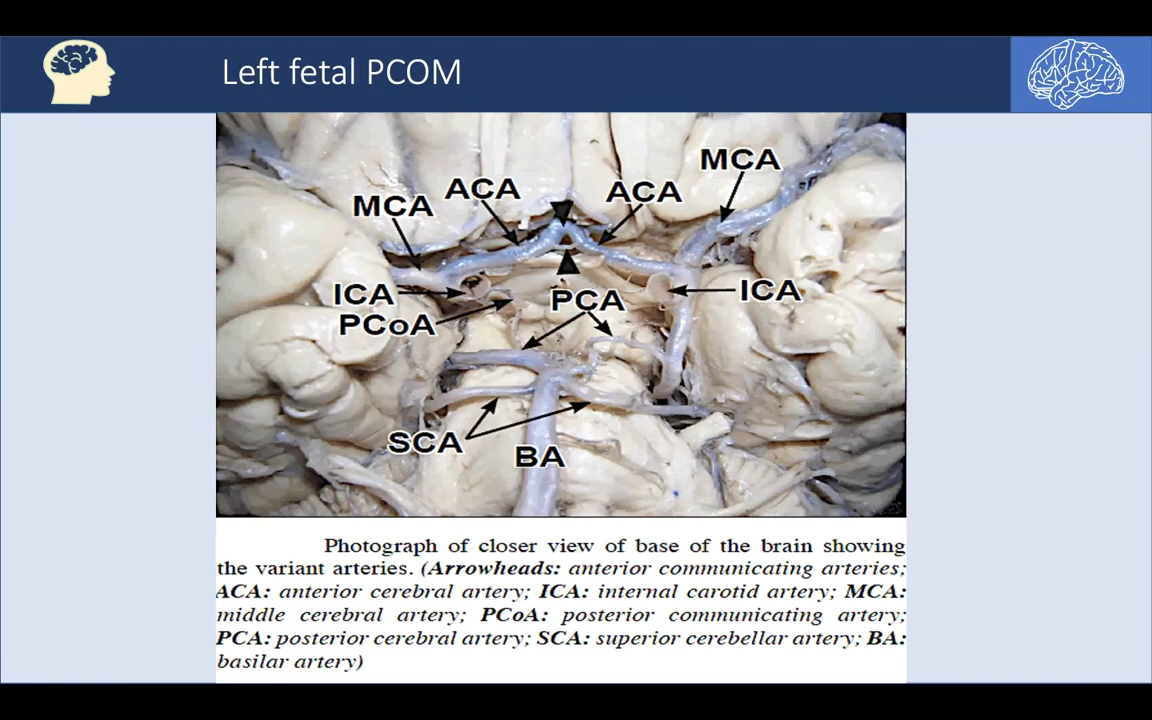 Left fetal PCOM
MCA
ACA
ACA
MCA
ICA
PCoA
PCA
ICA
SCA
BA
Photograph of closer view of base of the brain showing
the variant arteries. (Arrowheads: anterior communicating arteries;
ACA: anterior cerebral artery; ICA: internal carotid artery; MCA:
middle cerebral artery; PCoA: posterior communicating artery;
PCA: posterior cerebral artery; SCA: superior cerebellar artery; BA:
basilar artery)